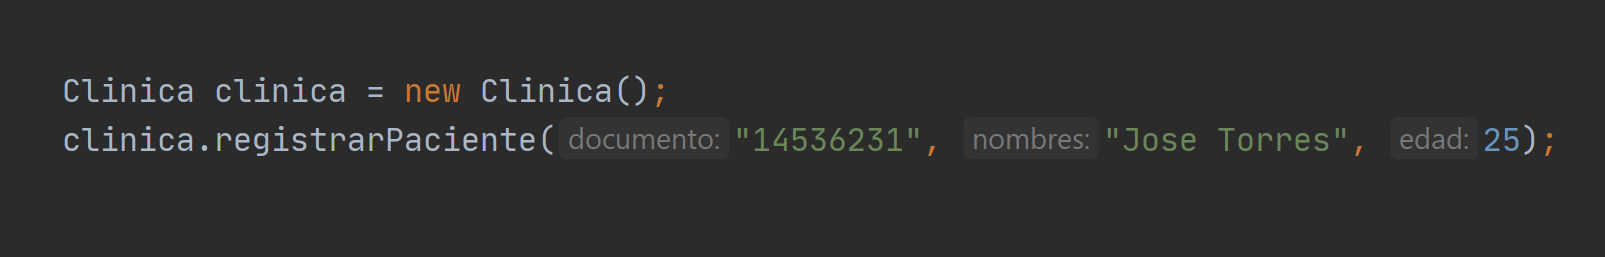 Clinica clinica = new Clinica();
clinica.registrarPaciente( documento: "14536231", nombres: "Jose Torres", edad: 25);